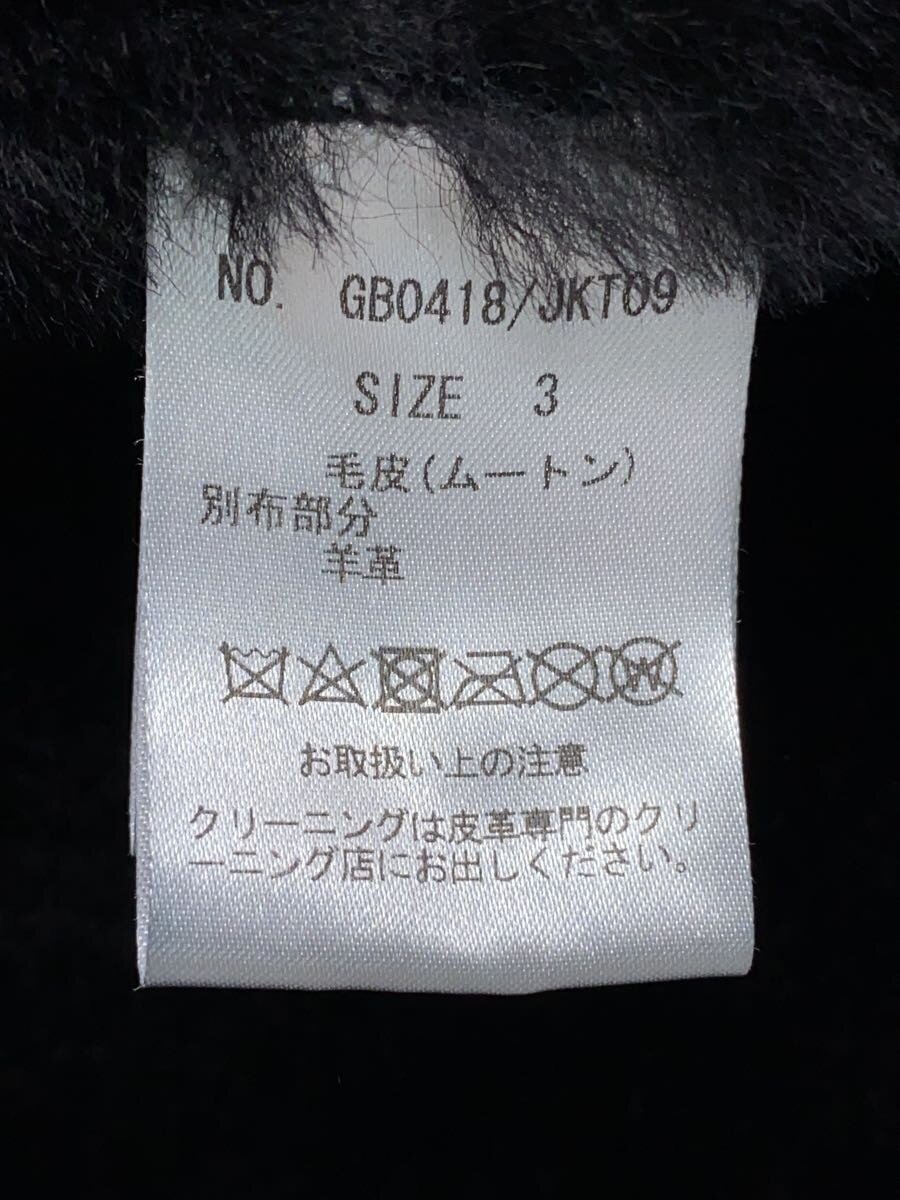 NO. GB0418/JKT09
SIZE 3
毛皮(ムートン)
別布部分
羊革
お取扱い上の注意
クリーニングは皮革専門のクリ
ーニング店にお出しください。